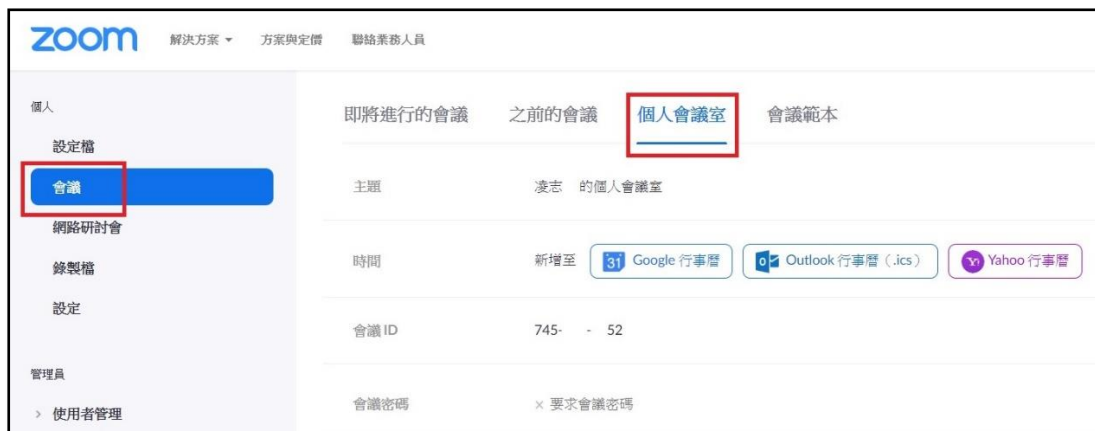 zoom 解決方案 方案與定價 聯絡業務人員
個人
設定檔
會議
網路研討會
錄製檔
設定
管理員
使用者管理
即將進行的會議 之前的會議 個人會議室 會議範本
主題 凌志 的個人會議室
時間 新增至 31 Google 行事曆 Outlook 行事曆（.ics） Yahoo 行事曆
會議 ID 745- - 52
會議密碼 × 要求會議密碼